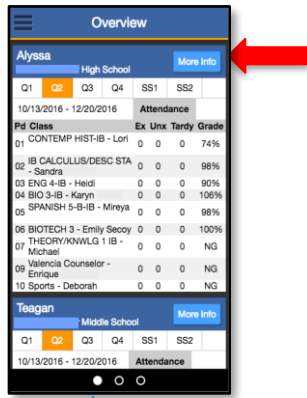 Overview
Alyssa
High School
More Info
Q1 Q2 Q3 Q4 SS1 SS2
10/13/2016 - 12/20/2016 Attendance
Pd Class Ex Unx Tardy Grade
01 CONTEMP HIST-IB - Lori 0 0 0 74%
02 IB CALCULUS/DESC STA - Sandra 0 0 0 98%
03 ENG 4-IB - Heidi 0 0 0 90%
04 BIO 3-IB - Karyn 0 0 0 106%
05 SPANISH 5-B-IB - Mireya 0 0 0 98%
06 BIOTECH 3 - Emily Secoy 0 0 0 100%
07 THEORY/KNWLG 1 IB - Michael 0 0 0 NG
09 Valencia Counselor - Enrique 0 0 0 NG
10 Sports - Deborah 0 0 0 NG
Teagan
Middle School
More Info
Q1 Q2 Q3 Q4 SS1 SS2
10/13/2016 - 12/20/2016 Attendance